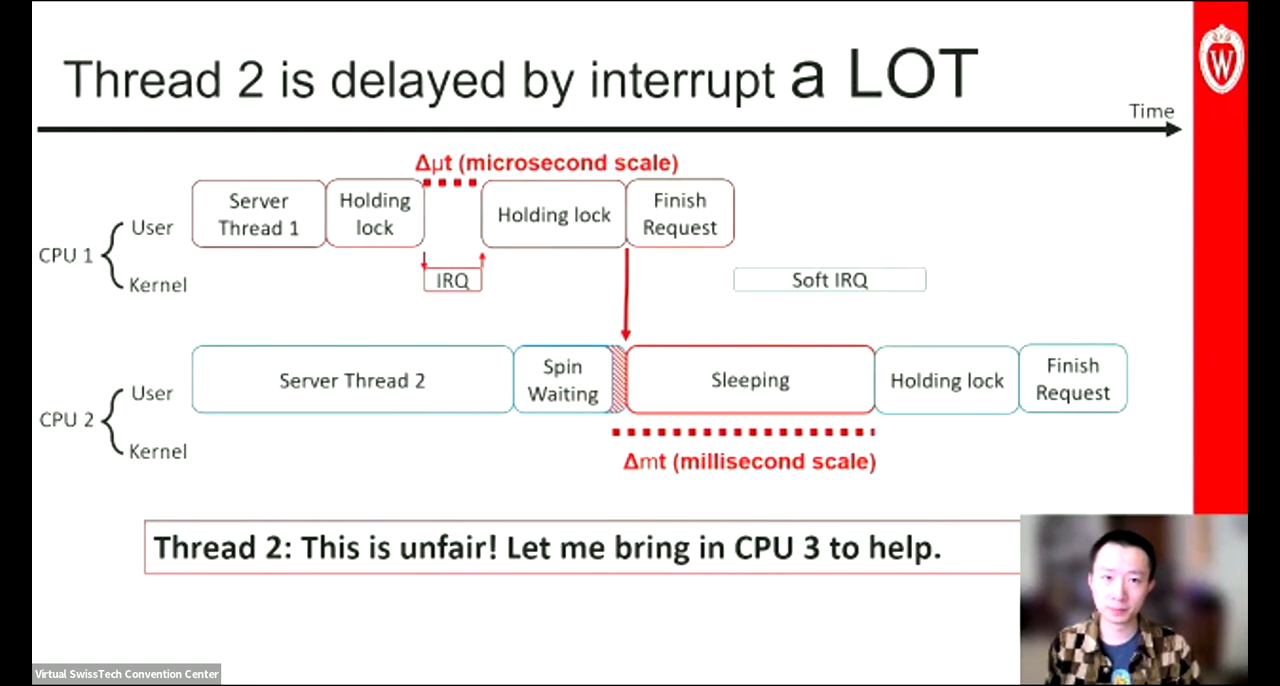 Thread 2 is delayed by interrupt a LOT
Time
Δµt (microsecond scale)
Server
Thread 1
Holding
lock
Holding lock
Finish
Request
User
CPU 1
Kernel
IRQ
Soft IRQ
Server Thread 2
Spin
Waiting
Sleeping
Holding lock
Finish
Request
User
CPU 2
Kernel
Δmt (millisecond scale)
Thread 2: This is unfair! Let me bring in CPU 3 to help.
W
Virtual SwissTech Convention Center